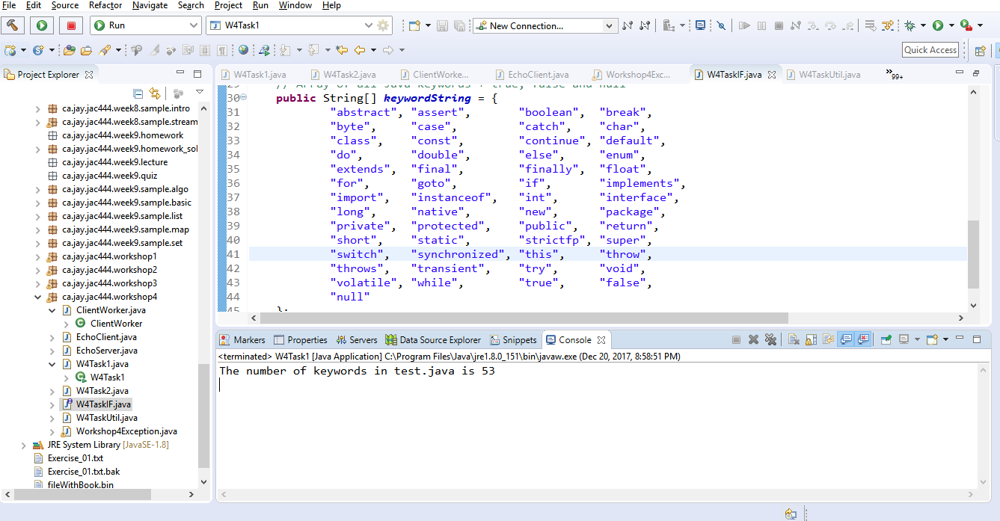 File Edit Source Refactor Navigate Search Project Run Window Help
Run W4Task1 New Connection...
Quick Access
Project Explorer
ca.jay.jac444.week8.sample.intro
ca.jay.jac444.week8.sample.stream
ca.jay.jac444.week9.homework
ca.jay.jac444.week9.homework_sol
ca.jay.jac444.week9.lecture
ca.jay.jac444.week9.quiz
ca.jay.jac444.week9.sample.algo
ca.jay.jac444.week9.sample.basic
ca.jay.jac444.week9.sample.list
ca.jay.jac444.week9.sample.map
ca.jay.jac444.week9.sample.set
ca.jay.jac444.workshop1
ca.jay.jac444.workshop2
ca.jay.jac444.workshop3
ca.jay.jac444.workshop4
ClientWorker.java
ClientWorker
EchoClient.java
EchoServer.java
W4Task1.java
W4Task1
W4Task2.java
W4TaskIF.java
W4TaskUtil.java
Workshop4Exception.java
JRE System Library [JavaSE-1.8]
Exercise_01.txt
Exercise_01.txt.bak
fileWithBook.bin
W4Task1.java W4Task2.java ClientWorke... EchoClient.java Workshop4Exc... W4TaskIF.java W4TaskUtil.java »99+
29 // Array of all Java keywords + true, false and null
30 public String[] keywordString = {
31 "abstract", "assert", "boolean", "break",
32 "byte", "case", "catch", "char",
33 "class", "const", "continue", "default",
34 "do", "double", "else", "enum",
35 "extends", "final", "finally", "float",
36 "for", "goto", "if", "implements",
37 "import", "instanceof", "int", "interface",
38 "long", "native", "new", "package",
39 "private", "protected", "public", "return",
40 "short", "static", "strictfp", "super",
41 "switch", "synchronized", "this", "throw",
42 "throws", "transient", "try", "void",
43 "volatile", "while", "true", "false",
44 "null"
45 };
Markers Properties Servers Data Source Explorer Snippets Console
<terminated> W4Task1 [Java Application] C:\Program Files\Java\jre1.8.0_151\bin\javaw.exe (Dec 20, 2017, 8:58:51 PM)
The number of keywords in test.java is 53